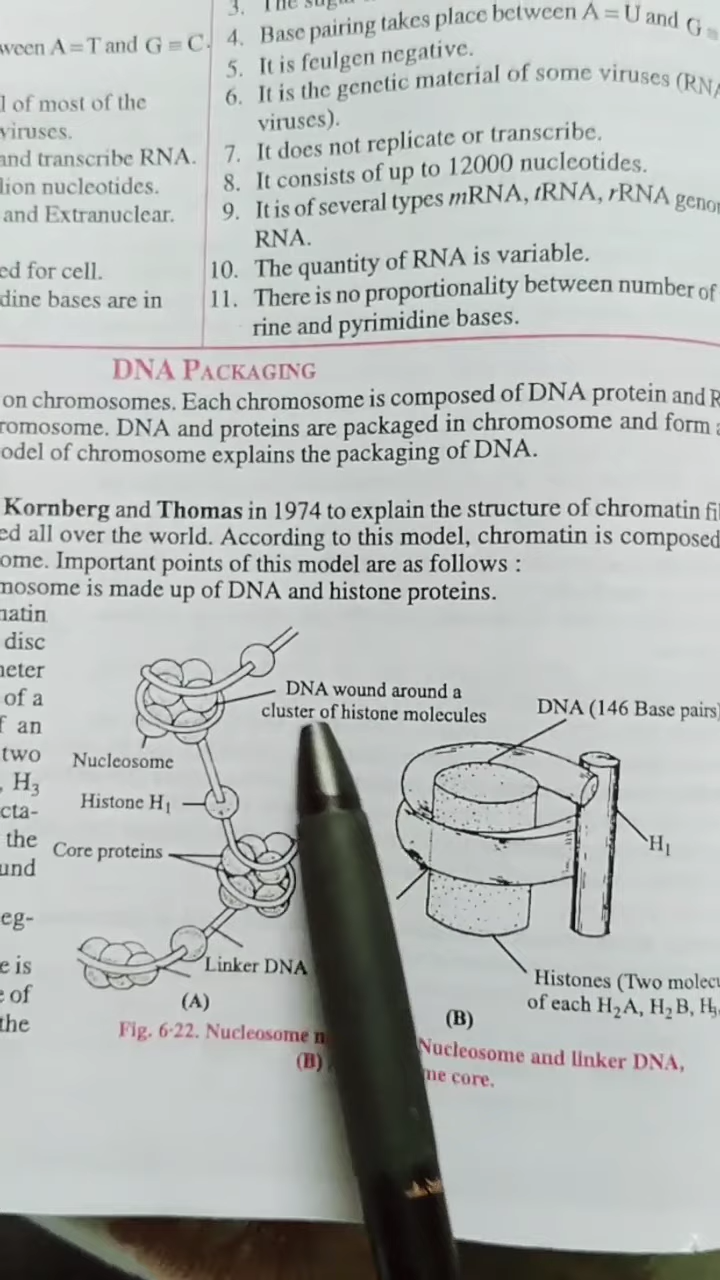 3. The sugar
ween A=T and G≡C.
4. Base pairing takes place between A=U and G≡
5. It is feulgen negative.
l of most of the
6. It is the genetic material of some viruses (RNA
viruses.
viruses).
and transcribe RNA.
7. It does not replicate or transcribe.
lion nucleotides.
8. It consists of up to 12000 nucleotides.
and Extranuclear.
9. It is of several types mRNA, tRNA, rRNA genom
RNA.
ed for cell.
10. The quantity of RNA is variable.
dine bases are in
11. There is no proportionality between number of
rine and pyrimidine bases.
DNA PACKAGING
on chromosomes. Each chromosome is composed of DNA protein and R
romosome. DNA and proteins are packaged in chromosome and form a
odel of chromosome explains the packaging of DNA.
Kornberg and Thomas in 1974 to explain the structure of chromatin fi
ed all over the world. According to this model, chromatin is composed
ome. Important points of this model are as follows :
mosome is made up of DNA and histone proteins.
natin
disc
neter
of a
f an
two
, H3
cta-
the
und
eg-
e is
e of
the
DNA wound around a
cluster of histone molecules
Nucleosome
Histone H1
Core proteins
Linker DNA
(A)
DNA (146 Base pairs)
H1
Histones (Two molecu
of each H2A, H2B, H3,
(B)
Fig. 6·22. Nucleosome m
Nucleosome and linker DNA,
(B)
me core.